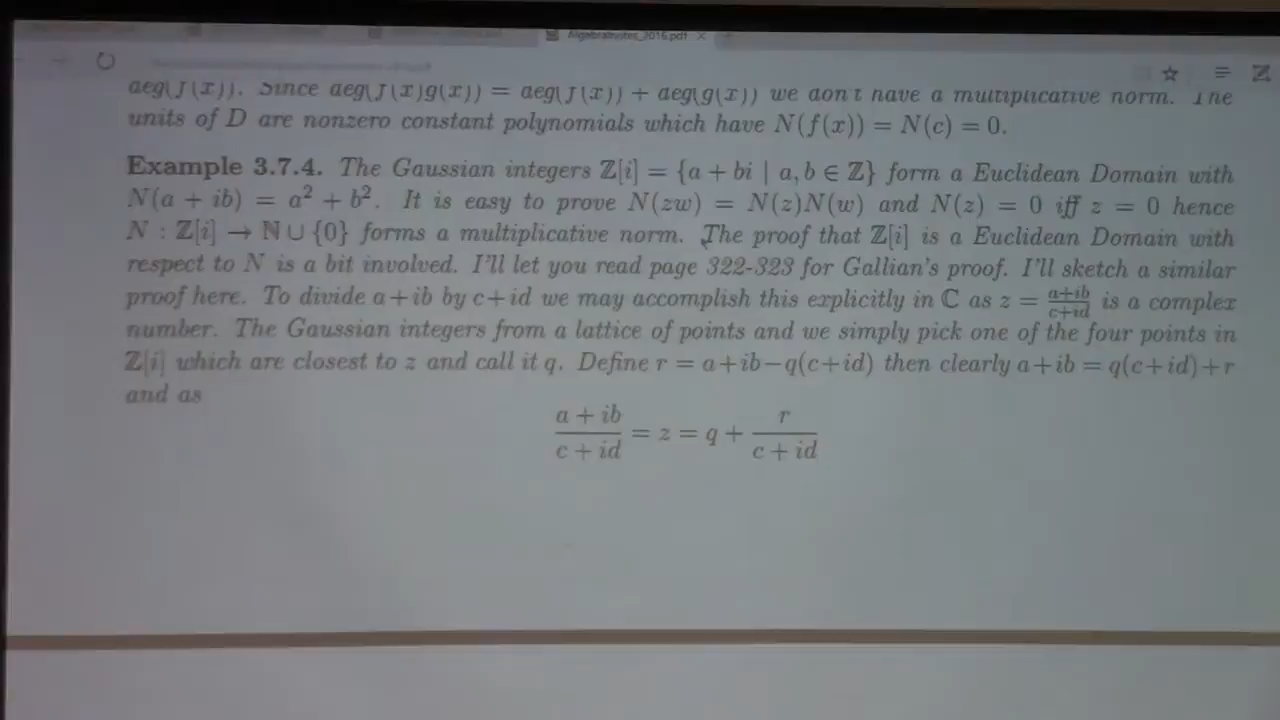 Algebranotes_2016.pdf
deg(f(x)). Since deg(f(x)g(x)) = deg(f(x)) + deg(g(x)) we don't have a multiplicative norm. The
units of D are nonzero constant polynomials which have N(f(x)) = N(c) = 0.
Example 3.7.4. The Gaussian integers ℤ[i] = {a + bi | a, b ∈ ℤ} form a Euclidean Domain with
N(a + ib) = a² + b². It is easy to prove N(zw) = N(z)N(w) and N(z) = 0 iff z = 0 hence
N : ℤ[i] → ℕ ∪ {0} forms a multiplicative norm. The proof that ℤ[i] is a Euclidean Domain with
respect to N is a bit involved. I'll let you read page 322-323 for Gallian's proof. I'll sketch a similar
proof here. To divide a+ib by c+id we may accomplish this explicitly in ℂ as z = (a+ib)/(c+id) is a complex
number. The Gaussian integers from a lattice of points and we simply pick one of the four points in
ℤ[i] which are closest to z and call it q. Define r = a+ib−q(c+id) then clearly a+ib = q(c+id)+r
and as
(a + ib)/(c + id) = z = q + r/(c + id)